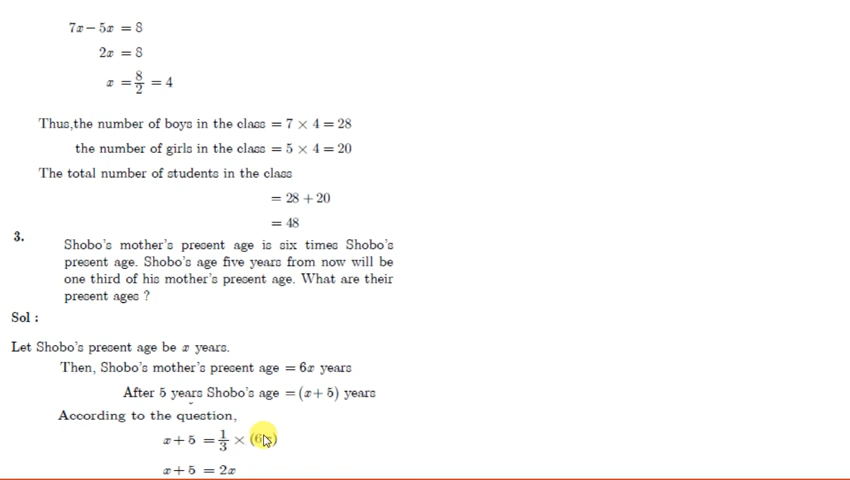 7x − 5x = 8
2x = 8
x = 8/2 = 4
Thus,the number of boys in the class = 7 × 4 = 28
the number of girls in the class = 5 × 4 = 20
The total number of students in the class
= 28 + 20
= 48
3.
Shobo's mother's present age is six times Shobo's
present age. Shobo's age five years from now will be
one third of his mother's present age. What are their
present ages ?
Sol :
Let Shobo's present age be x years.
Then, Shobo's mother's present age = 6x years
After 5 years Shobo's age = (x + 5) years
According to the question,
x + 5 = 1/3 × (6x)
x + 5 = 2x